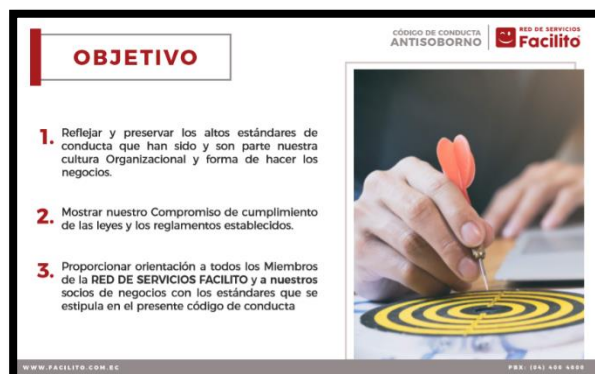 CÓDIGO DE CONDUCTA
ANTISOBORNO
RED DE SERVICIOS
Facilito
OBJETIVO
1. Reflejar y preservar los altos estándares de
conducta que han sido y son parte nuestra
cultura Organizacional y forma de hacer los
negocios.
2. Mostrar nuestro Compromiso de cumplimiento
de las leyes y los reglamentos establecidos.
3. Proporcionar orientación a todos los Miembros
de la RED DE SERVICIOS FACILITO y a nuestros
socios de negocios con los estándares que se
estipula en el presente código de conducta
WWW.FACILITO.COM.EC
PBX: (04) 400 4600